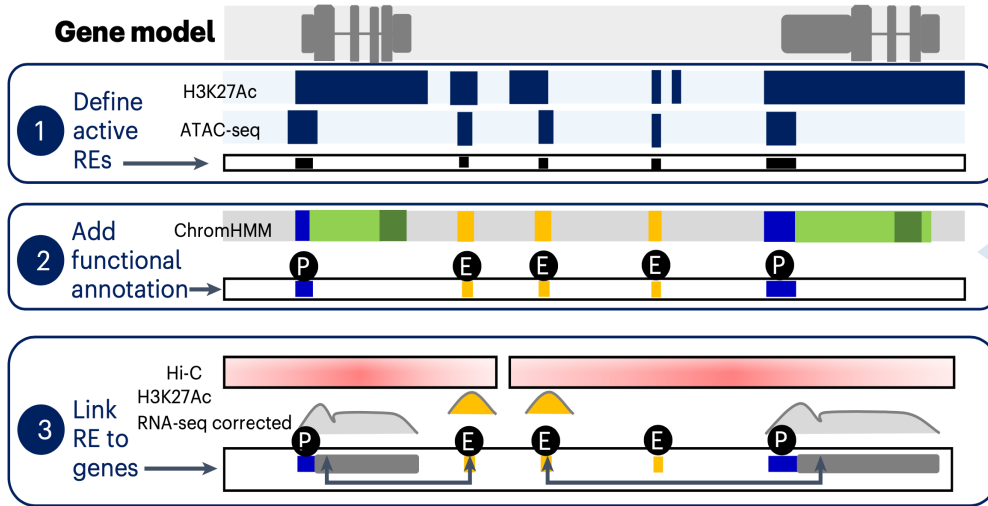 Gene model
1
Define
active
REs
H3K27Ac
ATAC-seq
2
Add
functional
annotation
ChromHMM
P
E
E
E
P
3
Link
RE to
genes
Hi-C
H3K27Ac
RNA-seq corrected
P
E
E
E
P